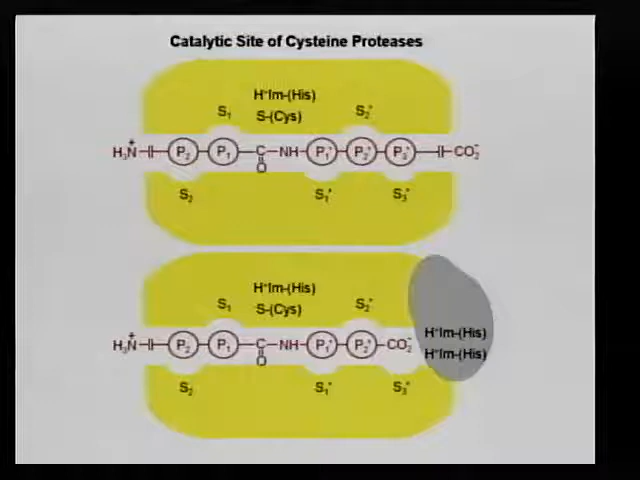 Catalytic Site of Cysteine Proteases
H⁺Im-(His)
S₁ S-(Cys) S₂'
H₃N⁺ P₂ P₁ C-NH P₁' P₂' P₃' CO₂⁻
O
S₂ S₁' S₃'
H⁺Im-(His)
S₁ S-(Cys) S₂'
H⁺Im-(His)
H₃N⁺ P₂ P₁ C-NH P₁' P₂' CO₂⁻
H⁺Im-(His)
O
S₂ S₁' S₃'